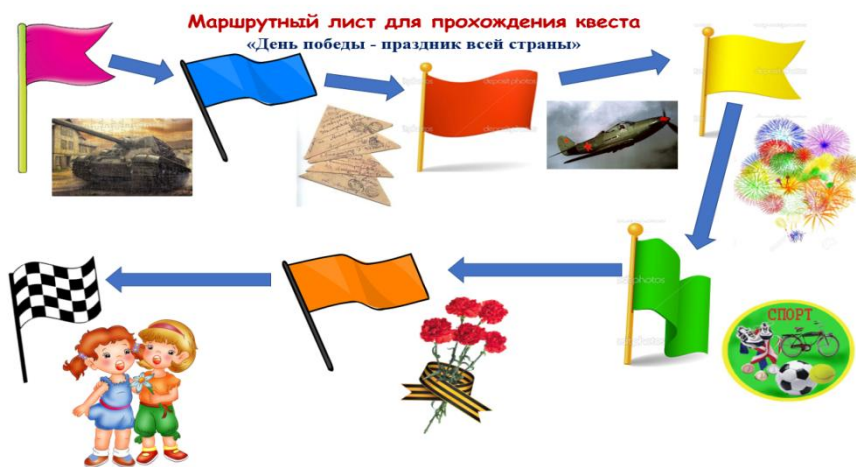 Маршрутный лист для прохождения квеста
«День победы - праздник всей страны»
СПОРТ